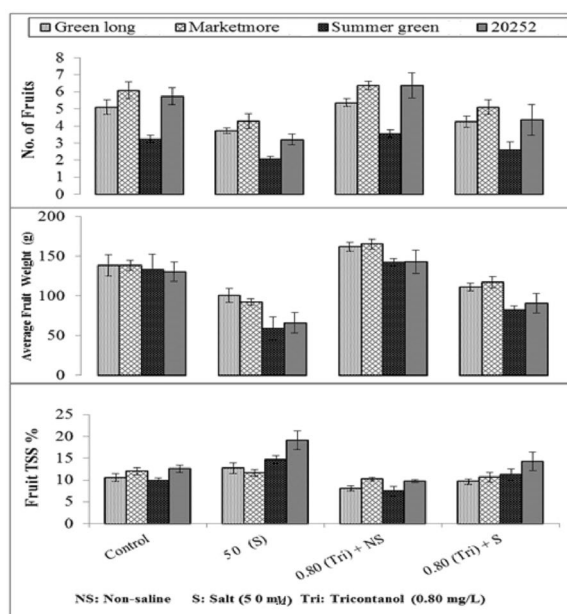 Green long Marketmore Summer green 20252
No. of Fruits
8
7
6
5
4
3
2
1
0
Average Fruit Weight (g)
200
150
100
50
0
Fruit TSS %
25
20
15
10
5
0
Control
50 (S)
0.80 (Tri) + NS
0.80 (Tri) + S
NS: Non-saline S: Salt (50 Tri: Tricontanol (0.80 mg/L)